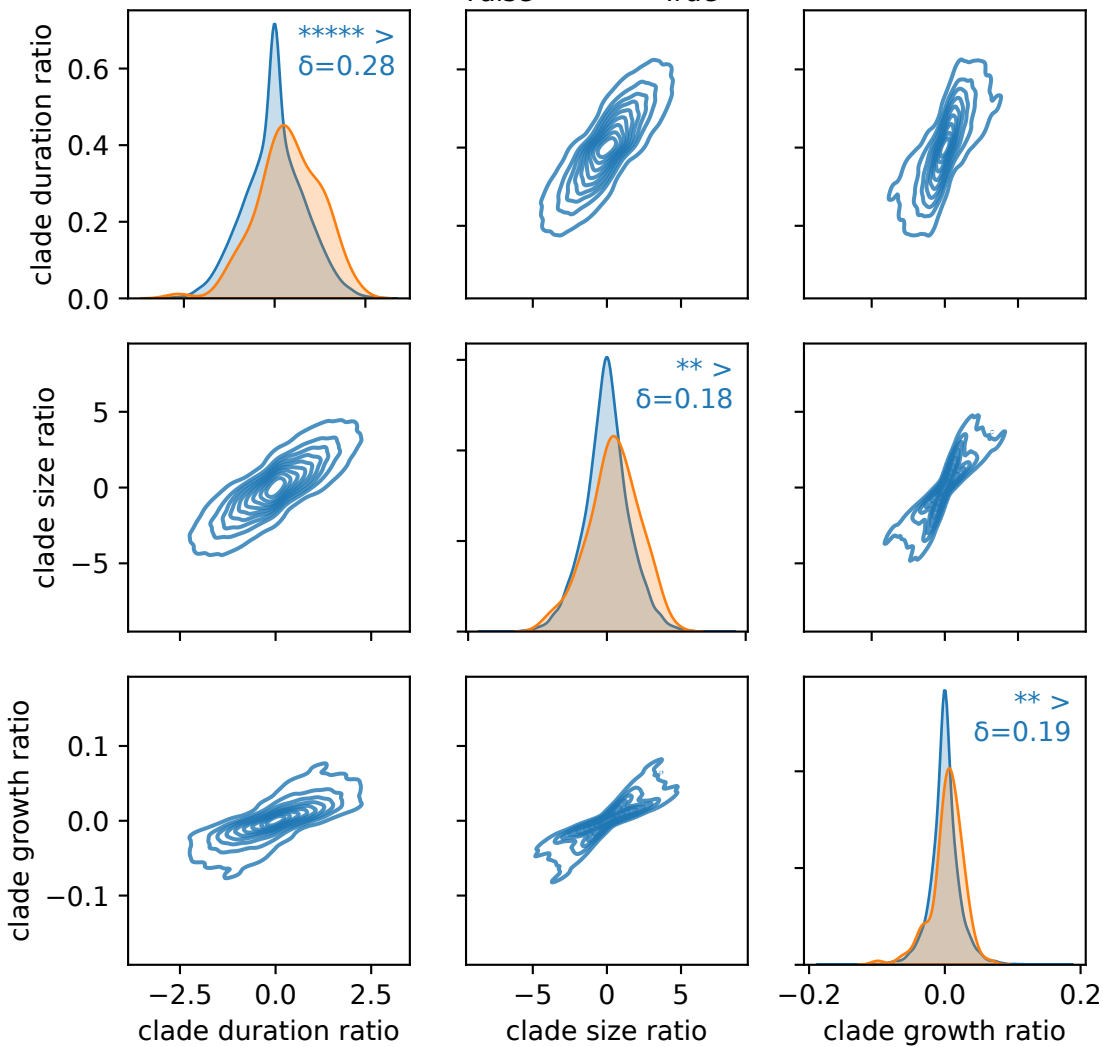 clade duration ratio
0.6
0.4
0.2
0.0
***** >
δ=0.28
clade size ratio
5
0
−5
** >
δ=0.18
clade growth ratio
0.1
0.0
−0.1
** >
δ=0.19
−2.5 0.0 2.5
−5 0 5
−0.2 0.0 0.2
clade duration ratio
clade size ratio
clade growth ratio